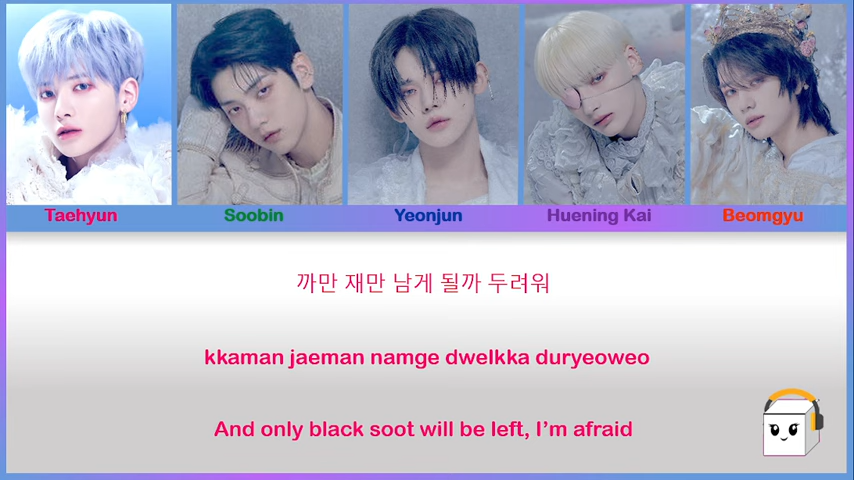 Taehyun Soobin Yeonjun Huening Kai Beomgyu
까만 재만 남게 될까 두려워
kkaman jaeman namge dwelkka duryeoweo
And only black soot will be left, I'm afraid